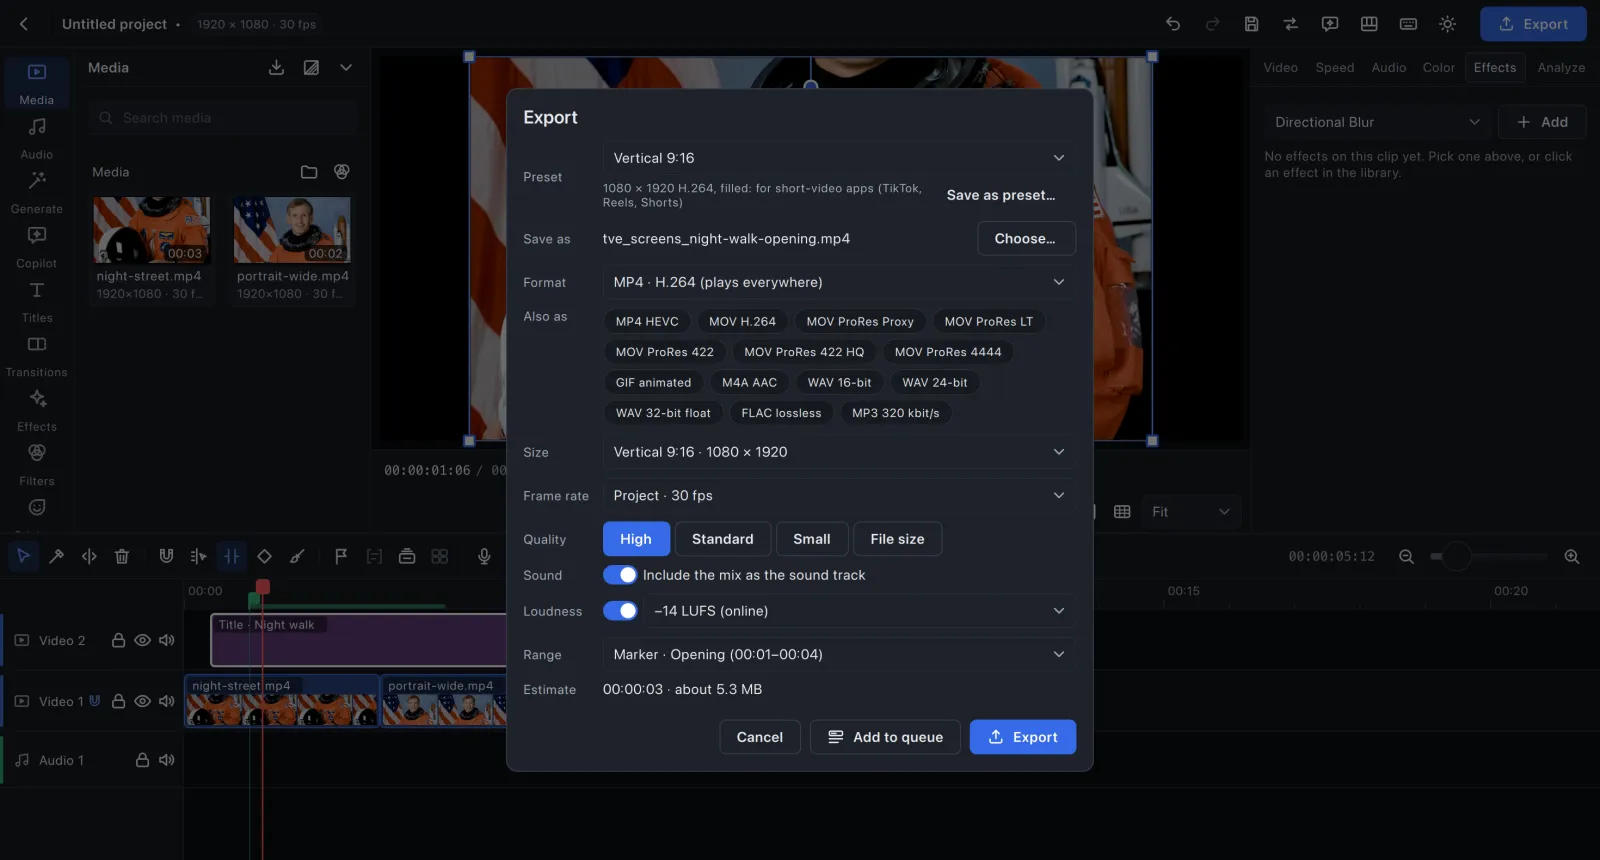 Untitled project •
1920 × 1080 · 30 fps
Export
Media
Audio
Generate
Copilot
Titles
Transitions
Effects
Filters
Media
Search media
Media
00:03
night-street.mp4
1920×1080 · 30 f...
00:02
portrait-wide.mp4
1920×1080 · 30 f...
Video
Speed
Audio
Color
Effects
Analyze
Directional Blur
Add
No effects on this clip yet. Pick one above, or click
an effect in the library.
Export
Preset
Vertical 9:16
1080 × 1920 H.264, filled: for short-video apps (TikTok,
Reels, Shorts)
Save as preset...
Save as
tve_screens_night-walk-opening.mp4
Choose...
Format
MP4 · H.264 (plays everywhere)
Also as
MP4 HEVC
MOV H.264
MOV ProRes Proxy
MOV ProRes LT
MOV ProRes 422
MOV ProRes 422 HQ
MOV ProRes 4444
GIF animated
M4A AAC
WAV 16-bit
WAV 24-bit
WAV 32-bit float
FLAC lossless
MP3 320 kbit/s
Size
Vertical 9:16 · 1080 × 1920
Frame rate
Project · 30 fps
Quality
High
Standard
Small
File size
Sound
Include the mix as the sound track
Loudness
−14 LUFS (online)
Range
Marker · Opening (00:01–00:04)
Estimate
00:00:03 · about 5.3 MB
Cancel
Add to queue
Export
00:00:01:06 / 00
Fit
00:00:05:12
00:00
00:15
00:20
Video 2
Title · Night walk
Video 1
night-street.mp4
portrait-wide.mp4
Audio 1